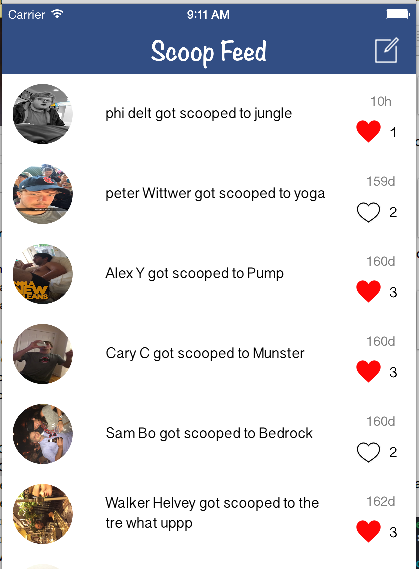 Carrier 9:11 AM
Scoop Feed
10h
phi delt got scooped to jungle
1
159d
peter Wittwer got scooped to yoga
2
160d
Alex Y got scooped to Pump
3
160d
Cary C got scooped to Munster
3
160d
Sam Bo got scooped to Bedrock
2
162d
Walker Helvey got scooped to the
tre what uppp
3